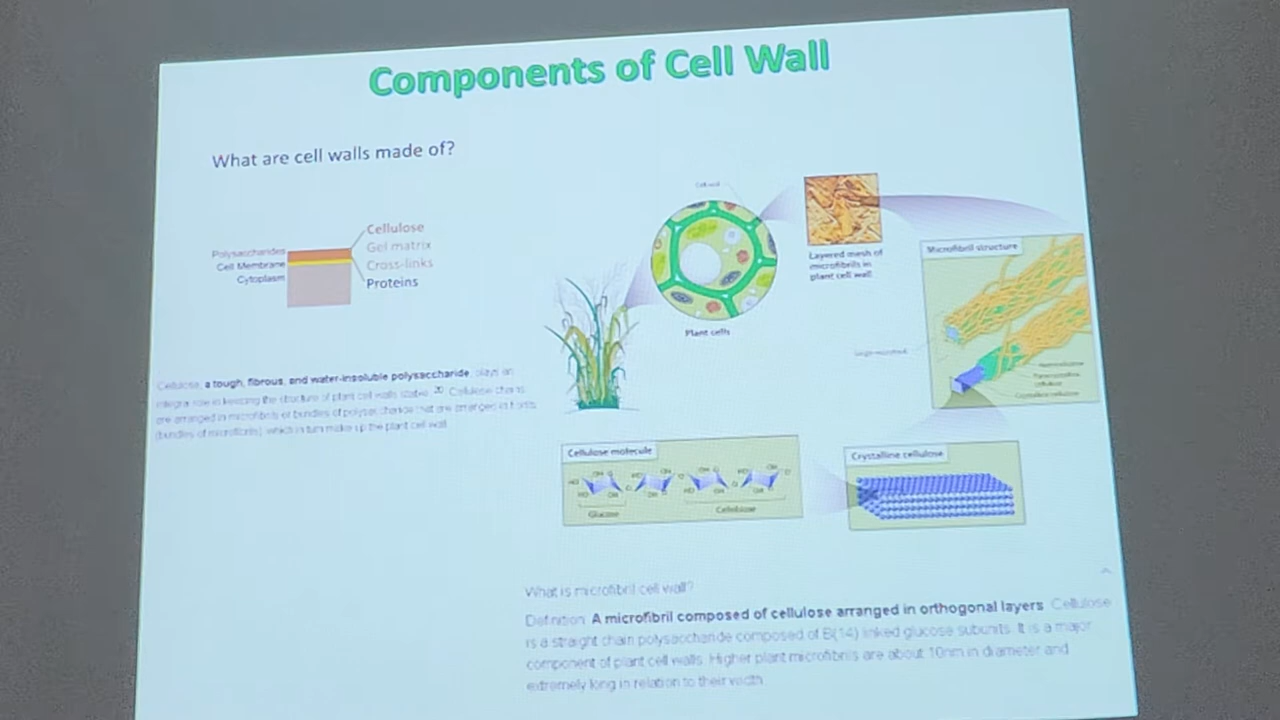 Components of Cell Wall
What are cell walls made of?
Cellulose
Gel matrix
Cross-links
Proteins
Polysaccharides
Cell Membrane
Cytoplasm
Cell wall
Plant cells
Layered mesh of
microfibrils in
plant cell wall
Microfibril structure
Cellulose, a tough, fibrous, and water-insoluble polysaccharide, plays an
integral role in keeping the structure of plant cell walls
are arranged in microfibrils or bundles of polysaccharide that are arranged in
(bundles of microfibrils), which in turn make up the plant cell wall
Cellulose molecule
Glucose
Crystalline cellulose
What is microfibril cell wall?
Definition. A microfibril composed of cellulose arranged in orthogonal layers. Cellulose
is a straight chain polysaccharide composed of B(14) linked glucose subunits. It is a major
component of plant cell walls. Higher plant microfibrils are about 10nm in diameter and
extremely long in relation to their